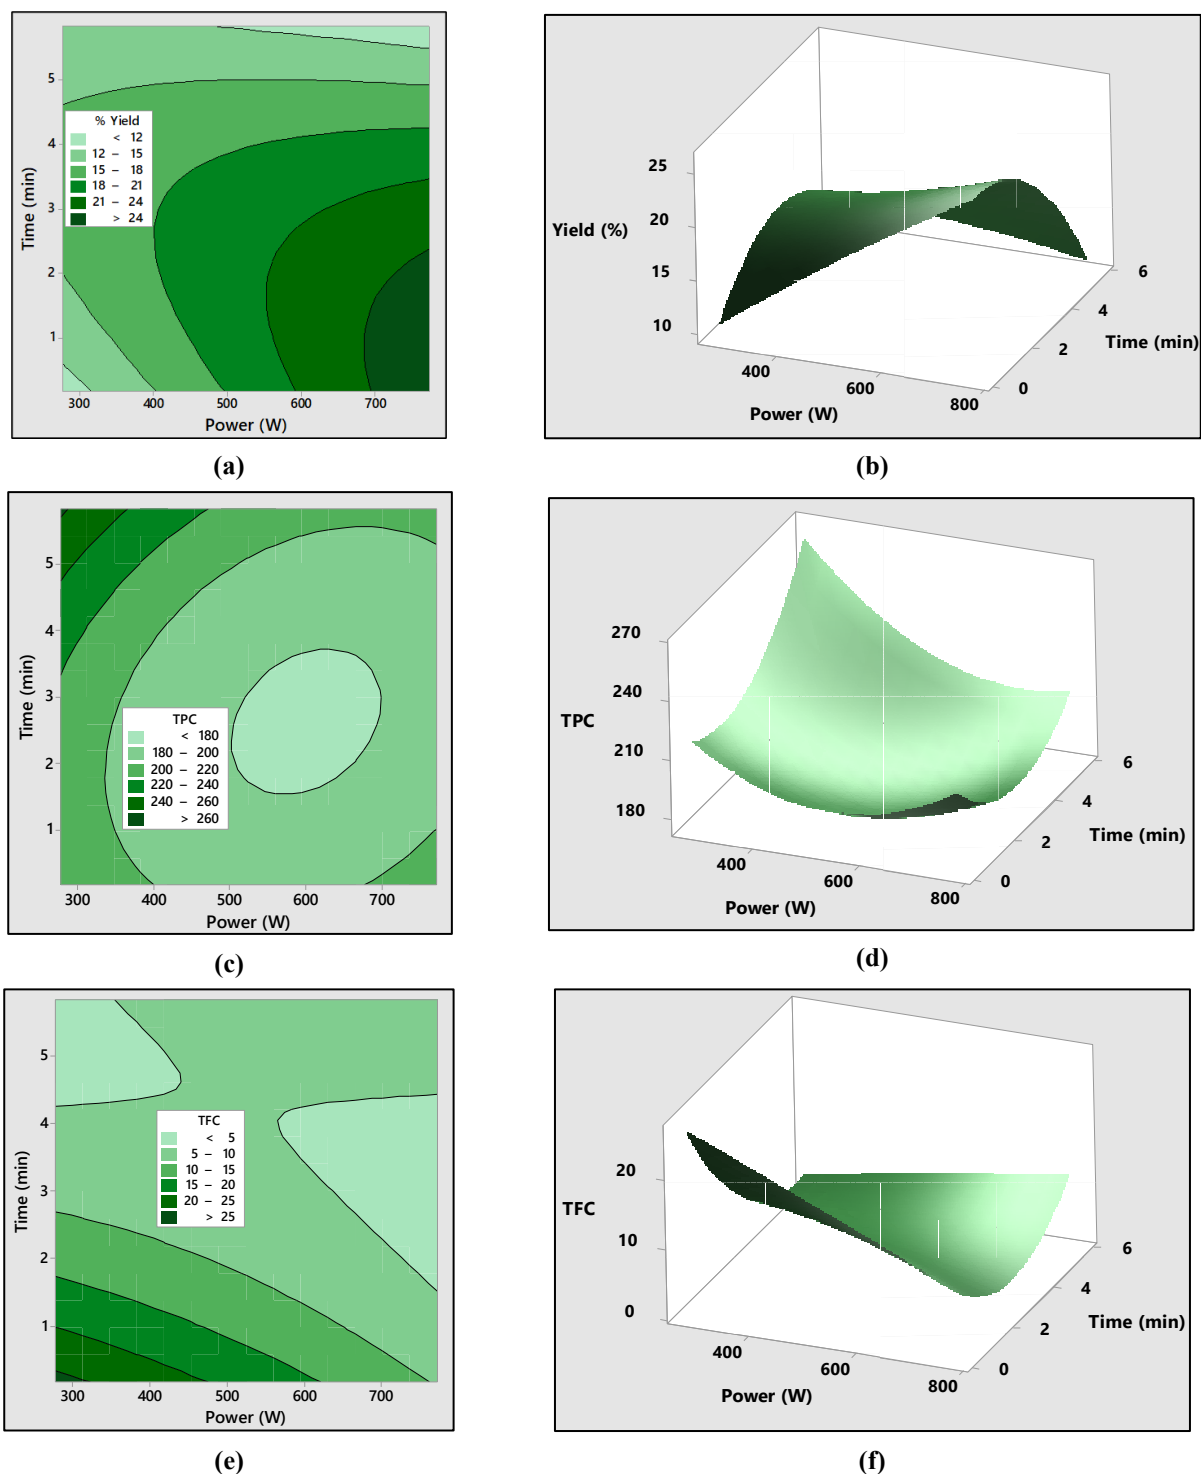 5
4
3
2
1
Time (min)
% Yield
< 12
12 – 15
15 – 18
18 – 21
21 – 24
> 24
300 400 500 600 700
Power (W)
(a)
25
20
15
10
Yield (%)
400
600
800
Power (W)
0
2
4
6
Time (min)
(b)
5
4
3
2
1
Time (min)
TPC
< 180
180 – 200
200 – 220
220 – 240
240 – 260
> 260
300 400 500 600 700
Power (W)
(c)
270
240
210
180
TPC
400
600
800
Power (W)
0
2
4
6
Time (min)
(d)
5
4
3
2
1
Time (min)
TFC
< 5
5 – 10
10 – 15
15 – 20
20 – 25
> 25
300 400 500 600 700
Power (W)
(e)
20
10
0
TFC
400
600
800
Power (W)
0
2
4
6
Time (min)
(f)